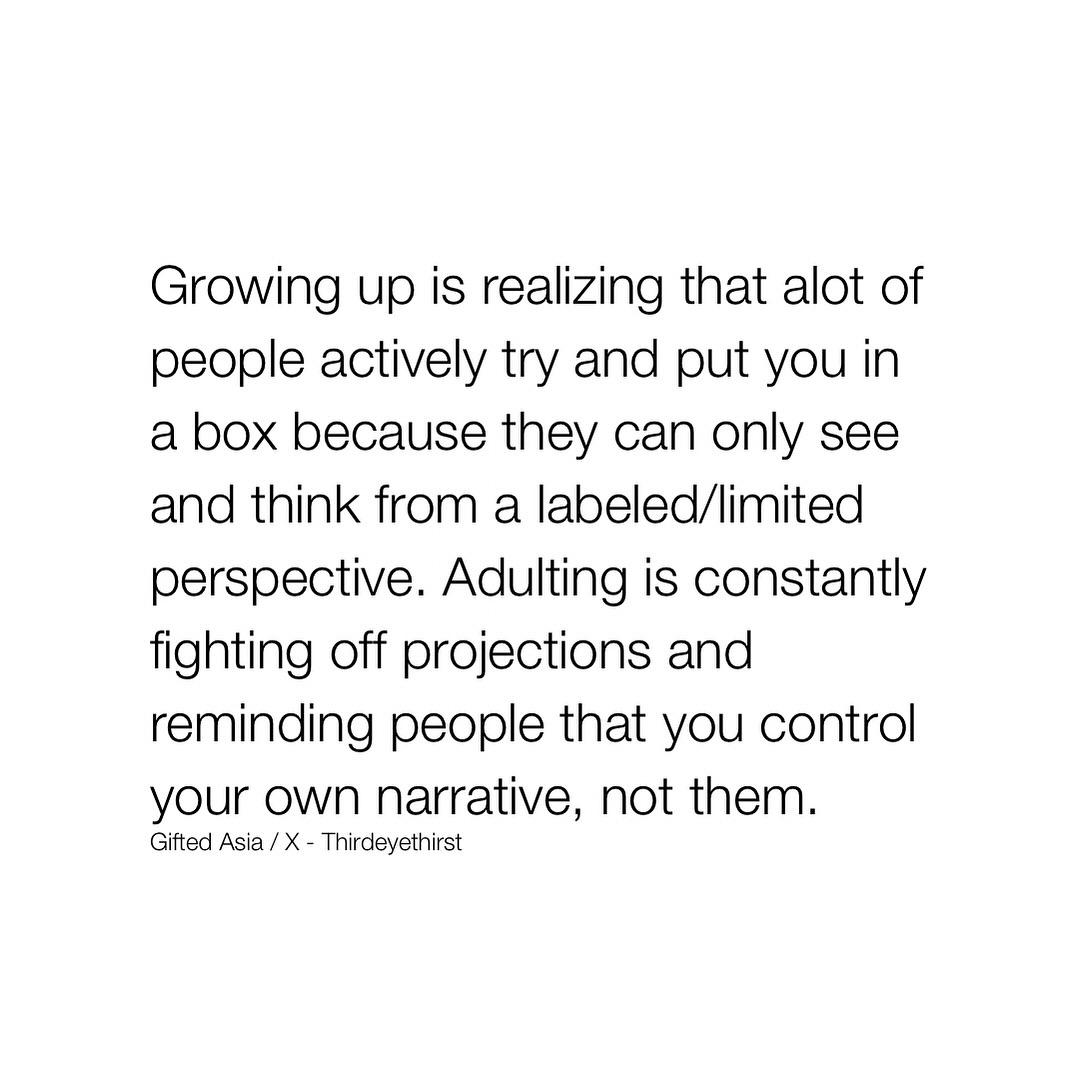 Growing up is realizing that alot of
people actively try and put you in
a box because they can only see
and think from a labeled/limited
perspective. Adulting is constantly
fighting off projections and
reminding people that you control
your own narrative, not them.
Gifted Asia / X - Thirdeyethirst